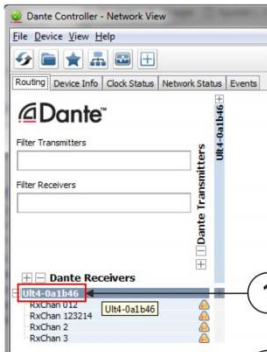 Dante Controller - Network View
File Device View Help
Routing Device Info Clock Status Network Status Events
Dante™
Filter Transmitters
Filter Receivers
Dante Transmitters
Ult4-0a1b46
Dante Receivers
Ult4-0a1b46
RxChan 012
Ult4-0a1b46
RxChan 123214
RxChan 2
RxChan 3